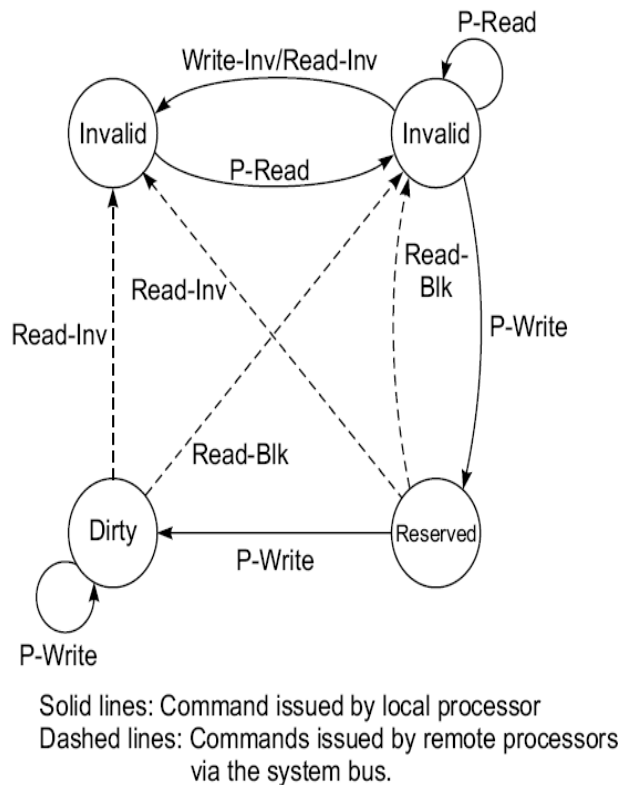 P-Read
Write-Inv/Read-Inv
Invalid
Invalid
P-Read
Read-
Blk
Read-Inv
P-Write
Read-Inv
Read-Blk
Dirty
Reserved
P-Write
P-Write
Solid lines: Command issued by local processor
Dashed lines: Commands issued by remote processors
via the system bus.